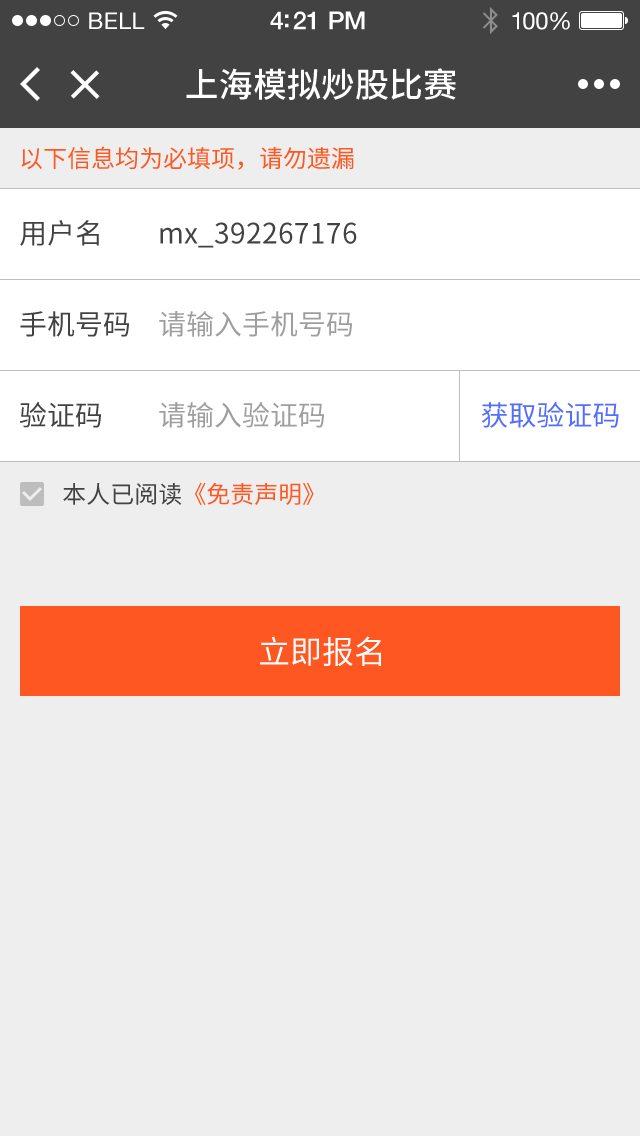 BELL 4:21 PM 100%
上海模拟炒股比赛
以下信息均为必填项，请勿遗漏
用户名 mx_392267176
手机号码 请输入手机号码
验证码 请输入验证码 获取验证码
本人已阅读《免责声明》
立即报名